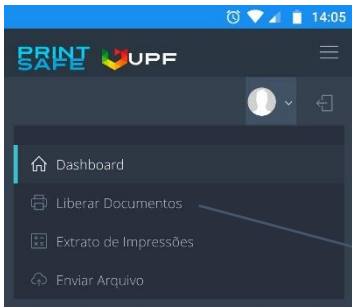 14:05
PRINT
SAFE
UPF
Dashboard
Liberar Documentos
Extrato de Impressões
Enviar Arquivo